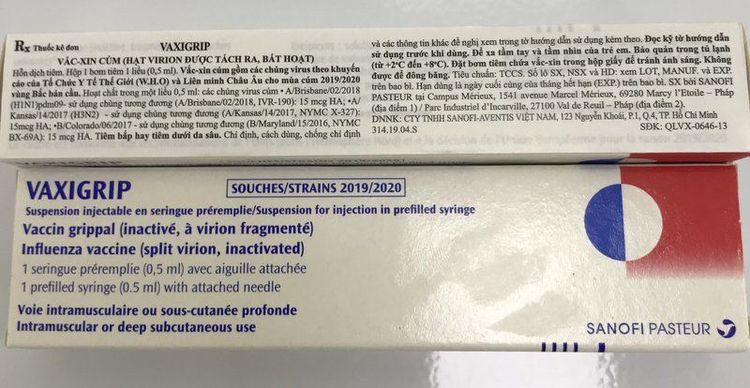 Rx Thuốc kê đơn VAXIGRIP
VẮC-XIN CÚM (HẠT VIRION ĐƯỢC TÁCH RA, BẤT HOẠT)
Hỗn dịch tiêm. Hộp 1 bơm tiêm 1 liều (0,5 ml). Vắc-xin cúm gồm các chủng virus theo khuyến
cáo của Tổ Chức Y Tế Thế Giới (W.H.O) và Liên minh Châu Âu cho mùa cúm 2019/2020
vùng Bắc bán cầu. Hoạt chất trong một liều 0,5 ml: các chủng cúm • A/Brisbane/02/2018
(H1N1)pdm09- sử dụng chủng tương đương (A/Brisbane/02/2018, IVR-190): 15 mcg HA; •A/
Kansas/14/2017 (H3N2) - sử dụng chủng tương đương (A/Kansas/14/2017, NYMC X-327):
15mcg HA; •B/Colorado/06/2017 - sử dụng chủng tương đương (B/Maryland/15/2016, NYMC
BX-69A): 15 mcg HA. Tiêm bắp hay tiêm dưới da sâu. Chỉ định, cách dùng, chống chỉ định
và các thông tin khác đề nghị xem trong tờ hướng dẫn sử dụng kèm theo. Đọc kỹ tờ hướng dẫn
sử dụng trước khi dùng. Để xa tầm tay và tầm nhìn của trẻ em. Bảo quản trong tủ lạnh
(từ +2°C đến +8°C). Đặt bơm tiêm chứa vắc-xin trong hộp giấy để tránh ánh sáng. Không
được để đông băng. Tiêu chuẩn: TCCS. Số lô SX, NSX và HD: xem LOT, MANUF. và EXP.
trên bao bì. Hạn dùng là ngày cuối cùng của tháng hết hạn (EXP.) trên bao bì. SX bởi SANOFI
PASTEUR tại Campus Mérieux, 1541 avenue Marcel Mérieux, 69280 Marcy l'Etoile – Pháp
(địa điểm 1) / Parc Industriel d'Incarville, 27100 Val de Reuil – Pháp (địa điểm 2).
DNNK: CTY TNHH SANOFI-AVENTIS VIỆT NAM, 123 Nguyễn Khoái, P.1, Q.4, TP. Hồ Chí Minh
314.19.04 S SĐK: QLVX-0646-13
VAXIGRIP SOUCHES/STRAINS 2019/2020
Suspension injectable en seringue préremplie/Suspension for injection in prefilled syringe
Vaccin grippal (inactivé, à virion fragmenté)
Influenza vaccine (split virion, inactivated)
1 seringue préremplie (0,5 ml) avec aiguille attachée
1 prefilled syringe (0.5 ml) with attached needle
Voie intramusculaire ou sous-cutanée profonde
Intramuscular or deep subcutaneous use
SANOFI PASTEUR